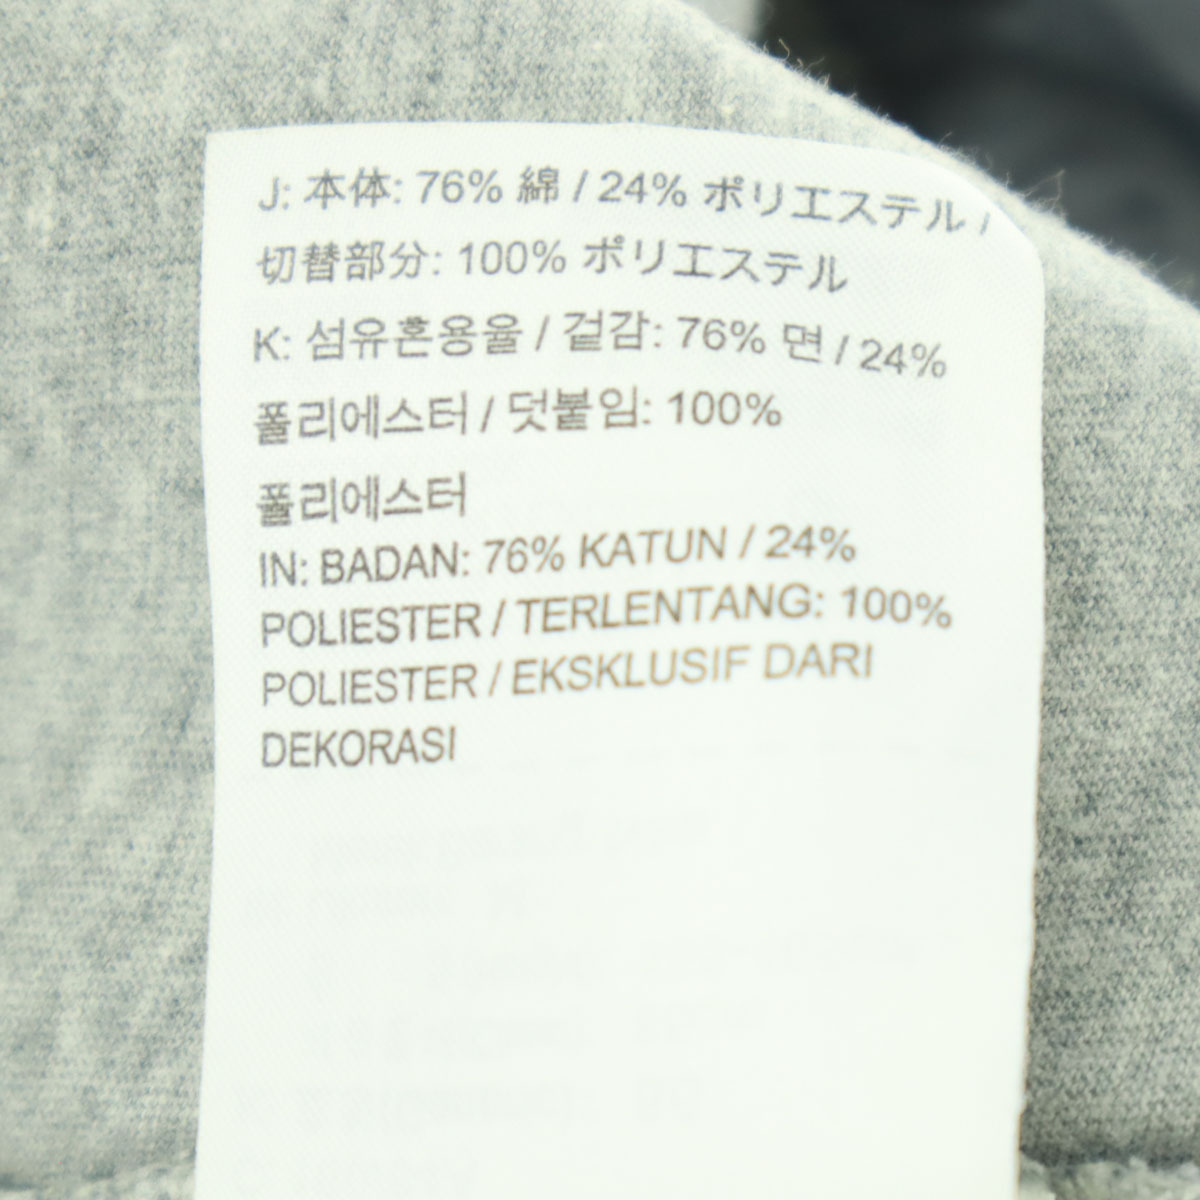 J: 本体: 76% 綿 / 24% ポリエステル /
切替部分: 100% ポリエステル
K: 섬유혼용율 / 겉감: 76% 면 / 24%
폴리에스터 / 덧붙임: 100%
폴리에스터
IN: BADAN: 76% KATUN / 24%
POLIESTER / TERLENTANG: 100%
POLIESTER / EKSKLUSIF DARI
DEKORASI